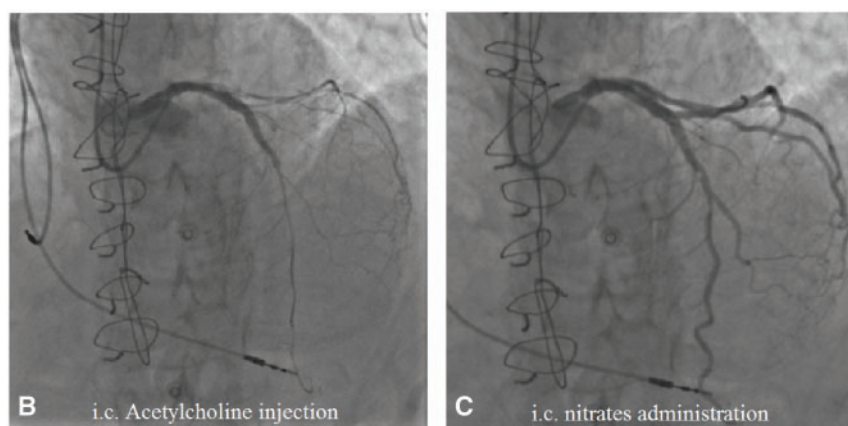 B
i.c. Acetylcholine injection
C
i.c. nitrates administration